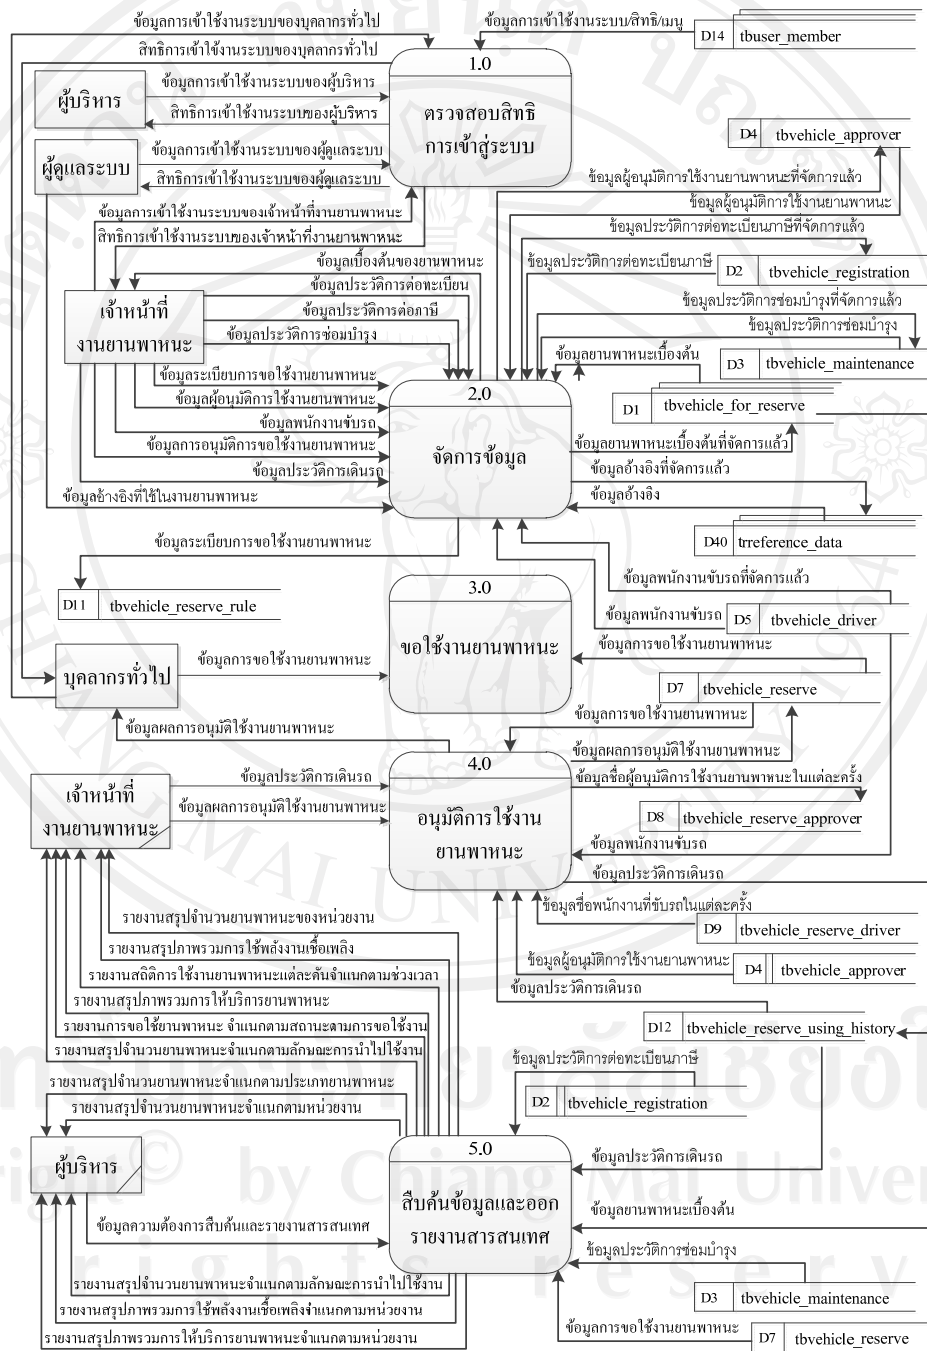 ข้อมูลการเข้าใช้งานระบบของบุคลากรทั่วไป
ข้อมูลการเข้าใช้งานระบบ/สิทธิ/เมนู
D14 tbuser_member
สิทธิการเข้าใช้งานระบบของบุคลากรทั่วไป
1.0
ตรวจสอบสิทธิ
การเข้าสู่ระบบ
ผู้บริหาร
ข้อมูลการเข้าใช้งานระบบของผู้บริหาร
สิทธิการเข้าใช้งานระบบของผู้บริหาร
ผู้ดูแลระบบ
ข้อมูลการเข้าใช้งานระบบของผู้ดูแลระบบ
สิทธิการเข้าใช้งานระบบของผู้ดูแลระบบ
D4 tbvehicle_approver
ข้อมูลผู้อนุมัติการใช้งานยานพาหนะที่จัดการแล้ว
ข้อมูลผู้อนุมัติการใช้งานยานพาหนะ
ข้อมูลการเข้าใช้งานระบบของเจ้าหน้าที่งานยานพาหนะ
สิทธิการเข้าใช้งานระบบของเจ้าหน้าที่งานยานพาหนะ
ข้อมูลประวัติการต่อทะเบียนภาษีที่จัดการแล้ว
ข้อมูลประวัติการต่อทะเบียนภาษี
D2 tbvehicle_registration
ข้อมูลเบื้องต้นของยานพาหนะ
ข้อมูลประวัติการต่อทะเบียน
ข้อมูลประวัติการต่อภาษี
ข้อมูลประวัติการซ่อมบำรุง
เจ้าหน้าที่
งานยานพาหนะ
ข้อมูลประวัติการซ่อมบำรุงที่จัดการแล้ว
ข้อมูลประวัติการซ่อมบำรุง
D3 tbvehicle_maintenance
ข้อมูลยานพาหนะเบื้องต้น
ข้อมูลระเบียบการขอใช้งานยานพาหนะ
ข้อมูลผู้อนุมัติการใช้งานยานพาหนะ
ข้อมูลพนักงานขับรถ
ข้อมูลการอนุมัติการขอใช้งานยานพาหนะ
ข้อมูลประวัติการเดินรถ
ข้อมูลอ้างอิงที่ใช้ในงานยานพาหนะ
2.0
จัดการข้อมูล
D1 tbvehicle_for_reserve
ข้อมูลยานพาหนะเบื้องต้นที่จัดการแล้ว
ข้อมูลอ้างอิงที่จัดการแล้ว
ข้อมูลอ้างอิง
D40 trreference_data
ข้อมูลระเบียบการขอใช้งานยานพาหนะ
D11 tbvehicle_reserve_rule
ข้อมูลพนักงานขับรถที่จัดการแล้ว
ข้อมูลพนักงานขับรถ
D5 tbvehicle_driver
3.0
ขอใช้งานยานพาหนะ
ข้อมูลการขอใช้งานยานพาหนะ
บุคลากรทั่วไป
ข้อมูลการขอใช้งานยานพาหนะ
D7 tbvehicle_reserve
ข้อมูลการขอใช้งานยานพาหนะ
ข้อมูลผลการอนุมัติใช้งานยานพาหนะ
ข้อมูลผลการอนุมัติใช้งานยานพาหนะ
4.0
อนุมัติการใช้งาน
ยานพาหนะ
เจ้าหน้าที่
งานยานพาหนะ
ข้อมูลประวัติการเดินรถ
ข้อมูลผลการอนุมัติใช้งานยานพาหนะ
ข้อมูลชื่อผู้อนุมัติการใช้งานยานพาหนะในแต่ละครั้ง
D8 tbvehicle_reserve_approver
ข้อมูลพนักงานขับรถ
ข้อมูลประวัติการเดินรถ
ข้อมูลชื่อพนักงานที่ขับรถในแต่ละครั้ง
D9 tbvehicle_reserve_driver
ข้อมูลผู้อนุมัติการใช้งานยานพาหนะ
D4 tbvehicle_approver
ข้อมูลประวัติการเดินรถ
D12 tbvehicle_reserve_using_history
รายงานสรุปจำนวนยานพาหนะของหน่วยงาน
รายงานสรุปภาพรวมการใช้พลังงานเชื้อเพลิง
รายงานสถิติการใช้งานยานพาหนะแต่ละคันจำแนกตามช่วงเวลา
รายงานสรุปภาพรวมการให้บริการยานพาหนะ
รายงานการขอใช้ยานพาหนะ จำแนกตามสถานะตามการขอใช้งาน
รายงานสรุปจำนวนยานพาหนะจำแนกตามลักษณะการนำไปใช้งาน
รายงานสรุปจำนวนยานพาหนะจำแนกตามประเภทยานพาหนะ
รายงานสรุปจำนวนยานพาหนะจำแนกตามหน่วยงาน
ข้อมูลประวัติการต่อทะเบียนภาษี
D2 tbvehicle_registration
ผู้บริหาร
5.0
สืบค้นข้อมูลและออก
รายงานสารสนเทศ
ข้อมูลประวัติการเดินรถ
ข้อมูลยานพาหนะเบื้องต้น
ข้อมูลความต้องการสืบค้นและรายงานสารสนเทศ
ข้อมูลประวัติการซ่อมบำรุง
D3 tbvehicle_maintenance
รายงานสรุปจำนวนยานพาหนะจำแนกตามลักษณะการนำไปใช้งาน
รายงานสรุปภาพรวมการใช้พลังงานเชื้อเพลิงจำแนกตามหน่วยงาน
รายงานสรุปภาพรวมการให้บริการยานพาหนะจำแนกตามหน่วยงาน
ข้อมูลการขอใช้งานยานพาหนะ
D7 tbvehicle_reserve
CHIANG MAI UNIVERSITY 1964
© by Chiang Mai Univer
rights reserv